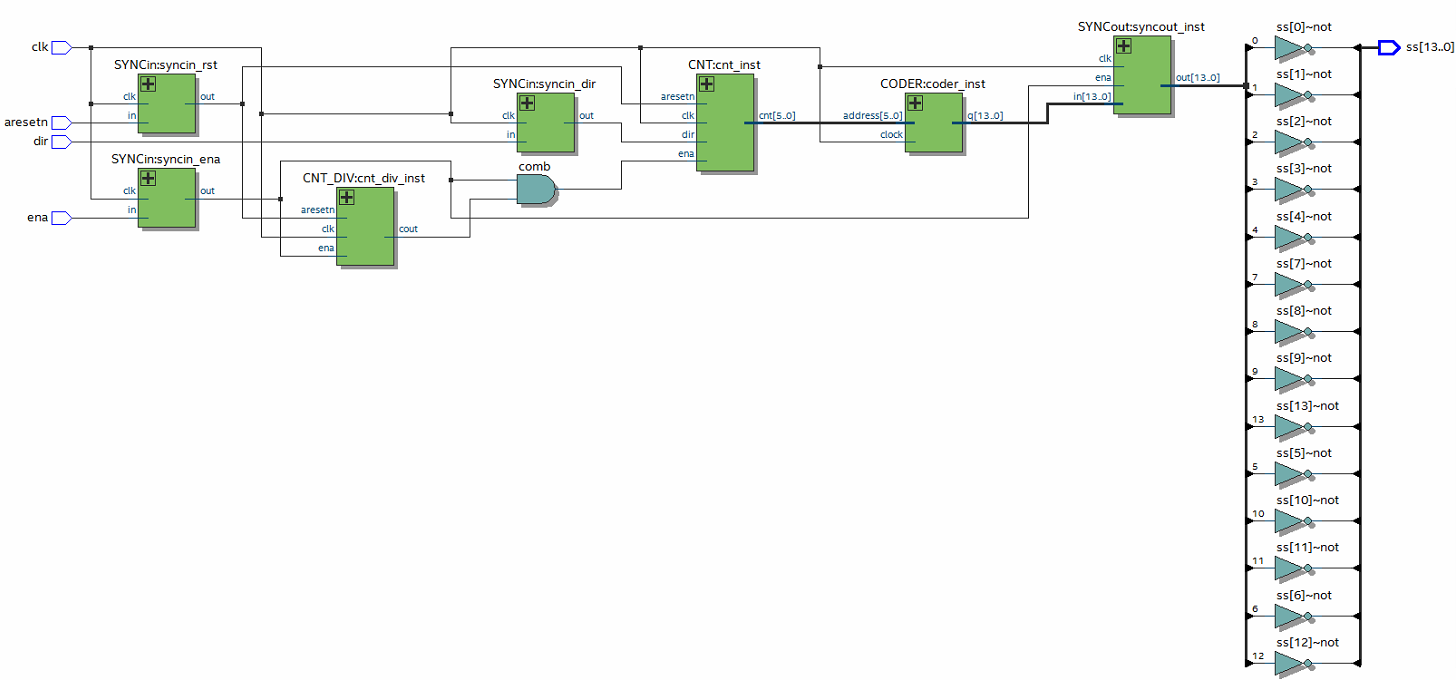 clk
aresetn
dir
ena
SYNCin:syncin_rst
clk
in
out
SYNCin:syncin_ena
clk
in
out
CNT_DIV:cnt_div_inst
aresetn
clk
ena
cout
SYNCin:syncin_dir
clk
in
out
comb
CNT:cnt_inst
aresetn
clk
dir
ena
cnt[5..0]
CODER:coder_inst
address[5..0]
clock
q[13..0]
SYNCout:syncout_inst
clk
ena
in[13..0]
out[13..0]
ss[0]~not
0
ss[1]~not
1
ss[2]~not
2
ss[3]~not
3
ss[4]~not
4
ss[7]~not
7
ss[8]~not
8
ss[9]~not
9
ss[13]~not
13
ss[5]~not
5
ss[10]~not
10
ss[11]~not
11
ss[6]~not
6
ss[12]~not
12
ss[13..0]